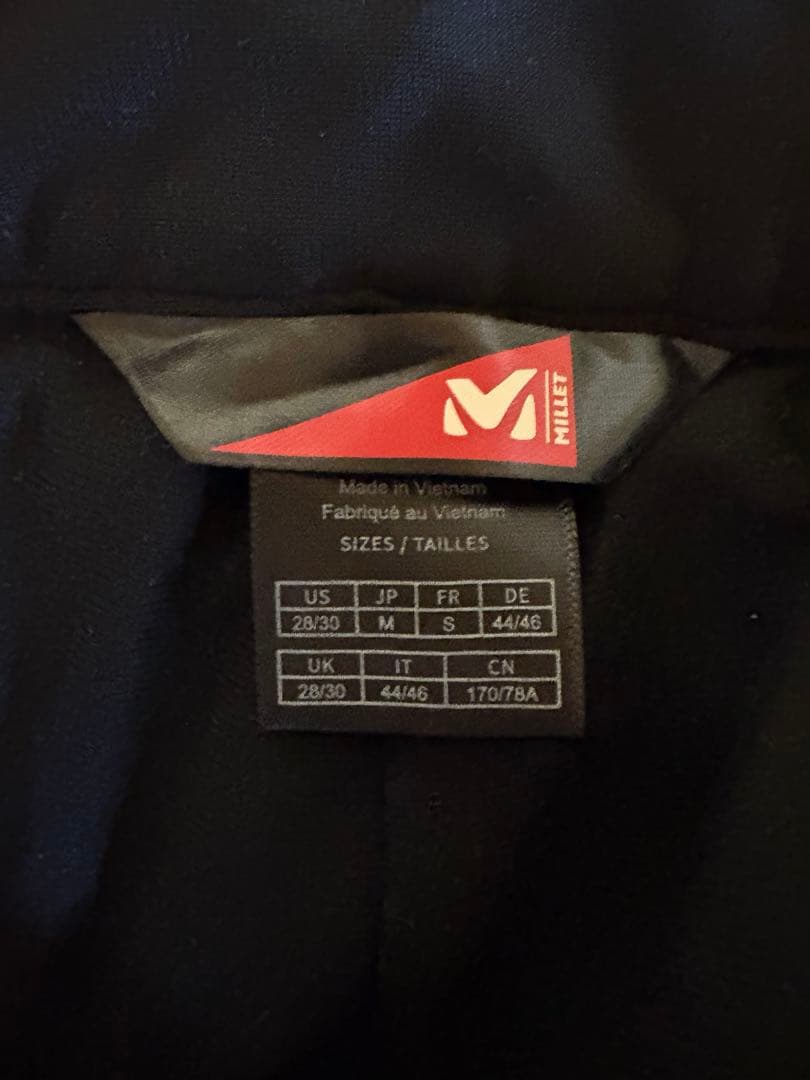 MILLET
Made in Vietnam
Fabriqué au Vietnam
SIZES / TAILLES
US JP FR DE
28/30 M S 44/46
UK IT CN
28/30 44/46 170/78A